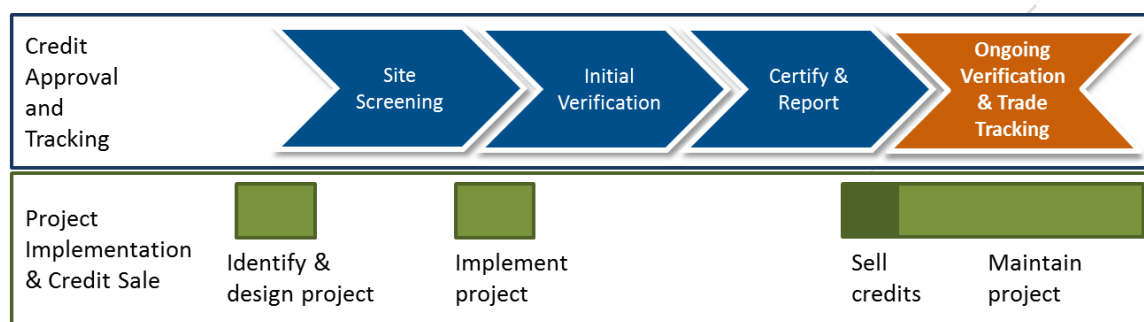 Credit
Approval
and
Tracking
Site
Screening
Initial
Verification
Certify &
Report
Ongoing
Verification
& Trade
Tracking
Project
Implementation
& Credit Sale
Identify &
design project
Implement
project
Sell
credits
Maintain
project